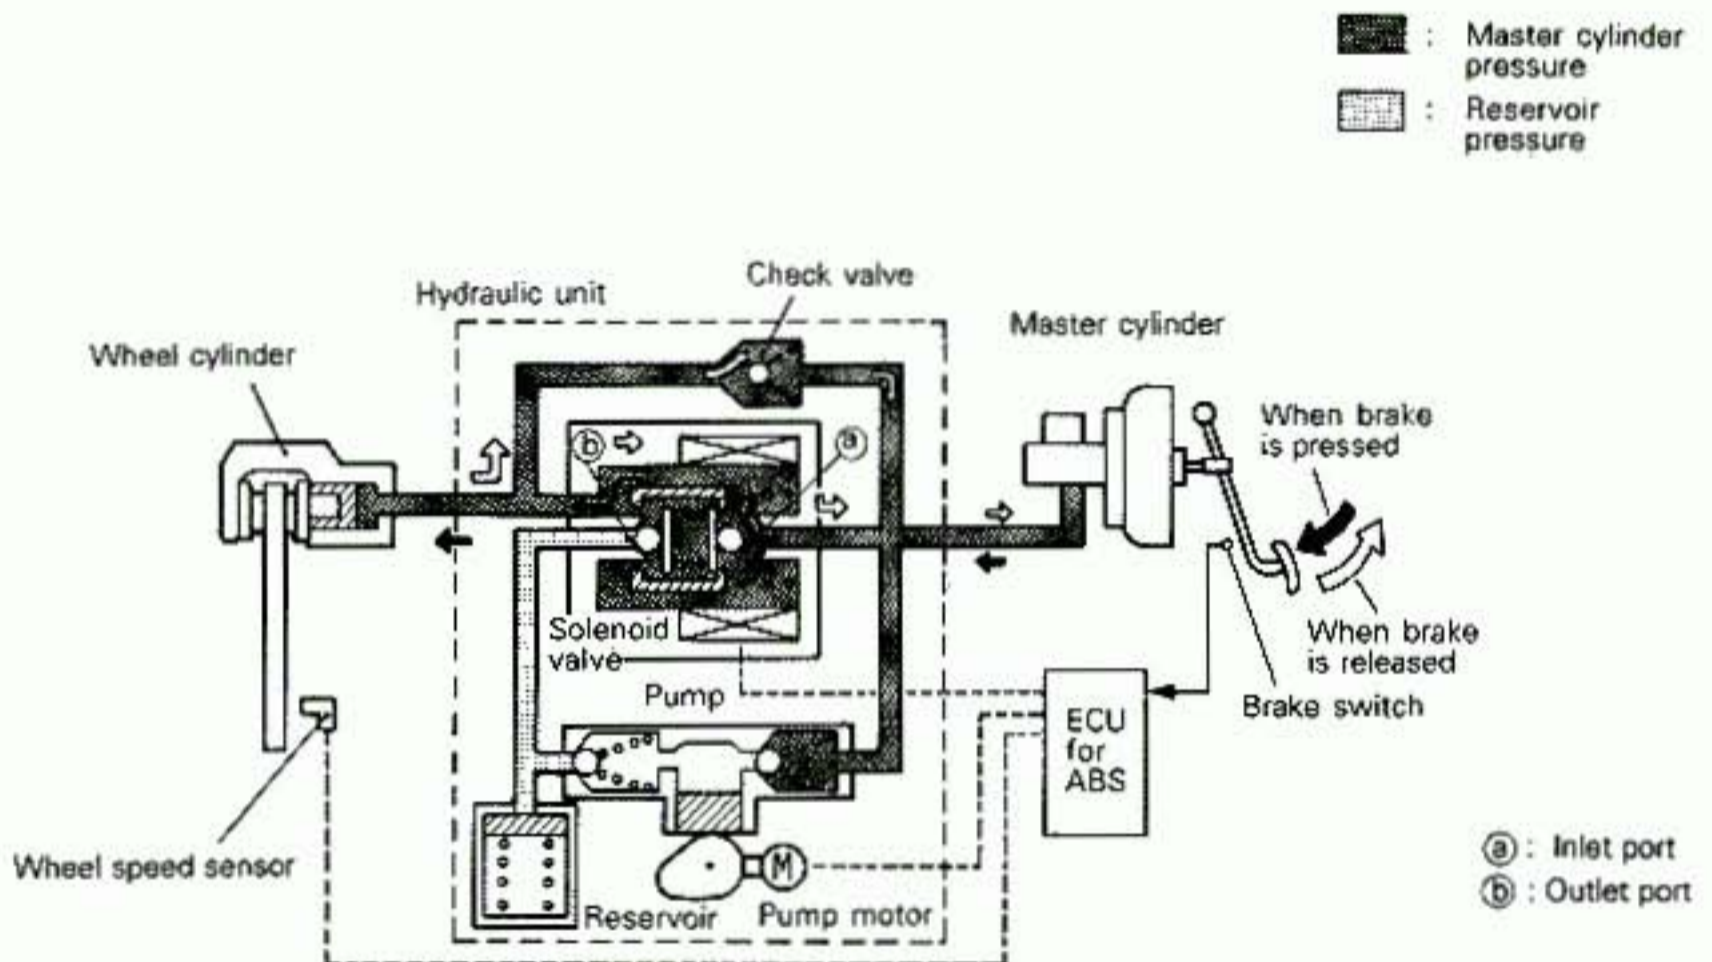 : Master cylinder
pressure
: Reservoir
pressure
Check valve
Hydraulic unit
Master cylinder
Wheel cylinder
When brake
is pressed
ⓑ
ⓐ
Solenoid
valve
When brake
is released
Pump
Brake switch
ECU
for
ABS
Wheel speed sensor
M
Reservoir
Pump motor
ⓐ : Inlet port
ⓑ : Outlet port